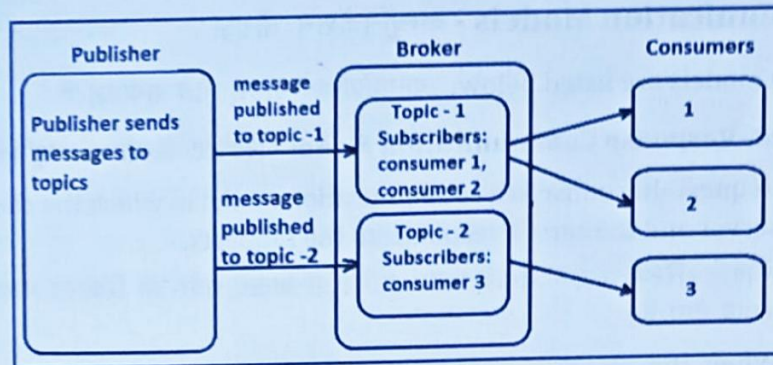 Publisher
Broker
Consumers
Publisher sends
messages to
topics
message
published
to topic -1
message
published
to topic -2
Topic - 1
Subscribers:
consumer 1,
consumer 2
Topic - 2
Subscribers:
consumer 3
1
2
3